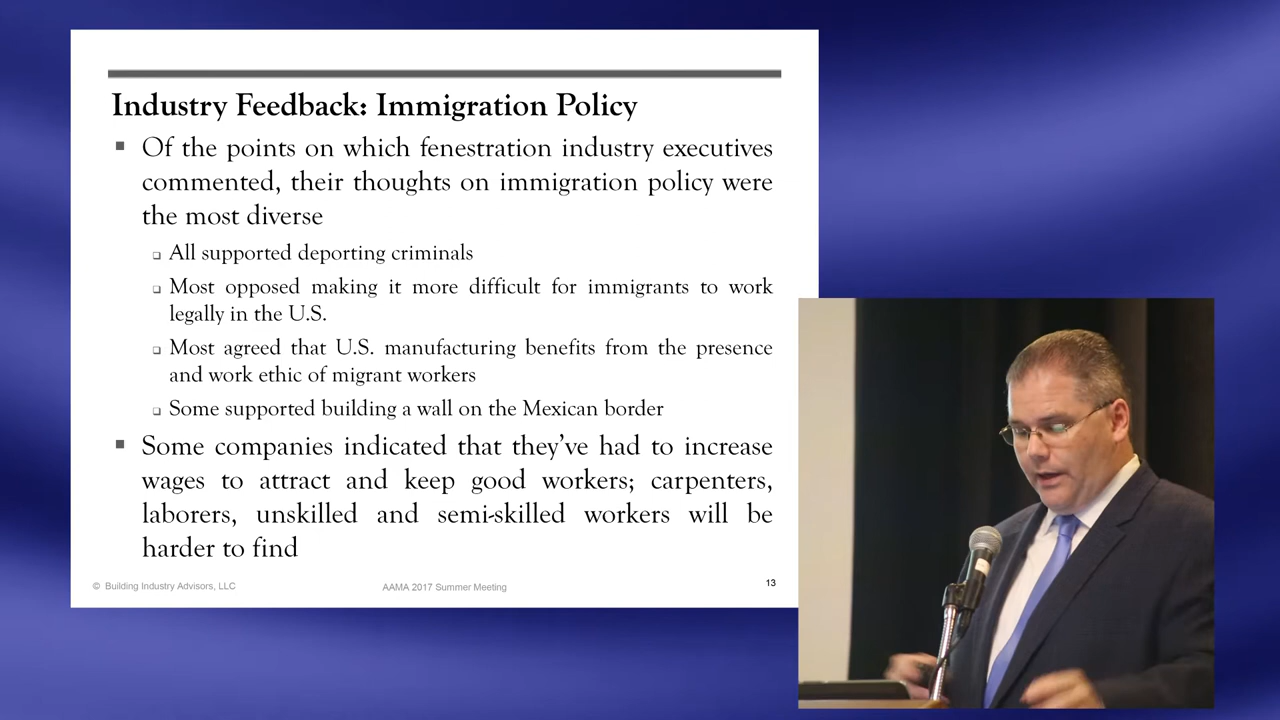 Industry Feedback: Immigration Policy
▪ Of the points on which fenestration industry executives
commented, their thoughts on immigration policy were
the most diverse
❑ All supported deporting criminals
❑ Most opposed making it more difficult for immigrants to work
legally in the U.S.
❑ Most agreed that U.S. manufacturing benefits from the presence
and work ethic of migrant workers
❑ Some supported building a wall on the Mexican border
▪ Some companies indicated that they’ve had to increase
wages to attract and keep good workers; carpenters,
laborers, unskilled and semi-skilled workers will be
harder to find
© Building Industry Advisors, LLC
AAMA 2017 Summer Meeting
13